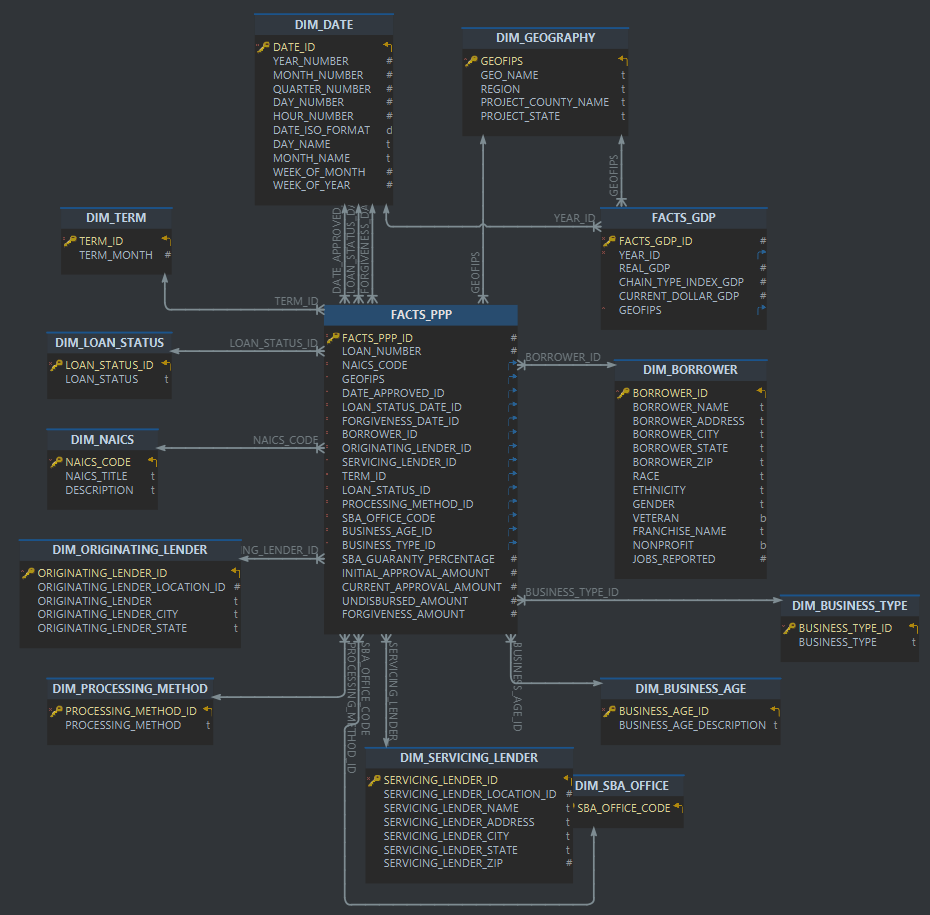 DIM_DATE
DATE_ID
YEAR_NUMBER #
MONTH_NUMBER #
QUARTER_NUMBER #
DAY_NUMBER #
HOUR_NUMBER #
DATE_ISO_FORMAT d
DAY_NAME t
MONTH_NAME t
WEEK_OF_MONTH #
WEEK_OF_YEAR #
DIM_GEOGRAPHY
GEOFIPS
GEO_NAME t
REGION t
PROJECT_COUNTY_NAME t
PROJECT_STATE t
GEOFIPS
DIM_TERM
TERM_ID
TERM_MONTH #
DATE_APPROVED
LOAN_STATUS_D
FORGIVENESS_DA
YEAR_ID
GEOFIPS
FACTS_GDP
FACTS_GDP_ID #
YEAR_ID
REAL_GDP #
CHAIN_TYPE_INDEX_GDP #
CURRENT_DOLLAR_GDP #
GEOFIPS
TERM_ID
FACTS_PPP
FACTS_PPP_ID #
LOAN_NUMBER #
NAICS_CODE
GEOFIPS
DATE_APPROVED_ID
LOAN_STATUS_DATE_ID
FORGIVENESS_DATE_ID
BORROWER_ID
ORIGINATING_LENDER_ID
SERVICING_LENDER_ID
TERM_ID
LOAN_STATUS_ID
PROCESSING_METHOD_ID
SBA_OFFICE_CODE
BUSINESS_AGE_ID
BUSINESS_TYPE_ID
SBA_GUARANTY_PERCENTAGE #
INITIAL_APPROVAL_AMOUNT #
CURRENT_APPROVAL_AMOUNT #
UNDISBURSED_AMOUNT #
FORGIVENESS_AMOUNT #
DIM_LOAN_STATUS
LOAN_STATUS_ID
LOAN_STATUS t
LOAN_STATUS_ID
BORROWER_ID
DIM_BORROWER
BORROWER_ID
BORROWER_NAME t
BORROWER_ADDRESS t
BORROWER_CITY t
BORROWER_STATE t
BORROWER_ZIP t
RACE t
ETHNICITY t
GENDER t
VETERAN b
FRANCHISE_NAME t
NONPROFIT b
JOBS_REPORTED #
DIM_NAICS
NAICS_CODE
NAICS_TITLE t
DESCRIPTION t
NAICS_CODE
DIM_ORIGINATING_LENDER
ORIGINATING_LENDER_ID
ORIGINATING_LENDER_LOCATION_ID #
ORIGINATING_LENDER t
ORIGINATING_LENDER_CITY t
ORIGINATING_LENDER_STATE t
NG_LENDER_ID
BUSINESS_TYPE_ID
DIM_BUSINESS_TYPE
BUSINESS_TYPE_ID
BUSINESS_TYPE t
DIM_PROCESSING_METHOD
PROCESSING_METHOD_ID
PROCESSING_METHOD t
PROCESSING_METHOD_ID
SBA_OFFICE_CODE
SERVICING_LENDER
BUSINESS_AGE_ID
DIM_BUSINESS_AGE
BUSINESS_AGE_ID
BUSINESS_AGE_DESCRIPTION t
DIM_SERVICING_LENDER
SERVICING_LENDER_ID
SERVICING_LENDER_LOCATION_ID #
SERVICING_LENDER_NAME t
SERVICING_LENDER_ADDRESS t
SERVICING_LENDER_CITY t
SERVICING_LENDER_STATE t
SERVICING_LENDER_ZIP #
DIM_SBA_OFFICE
SBA_OFFICE_CODE